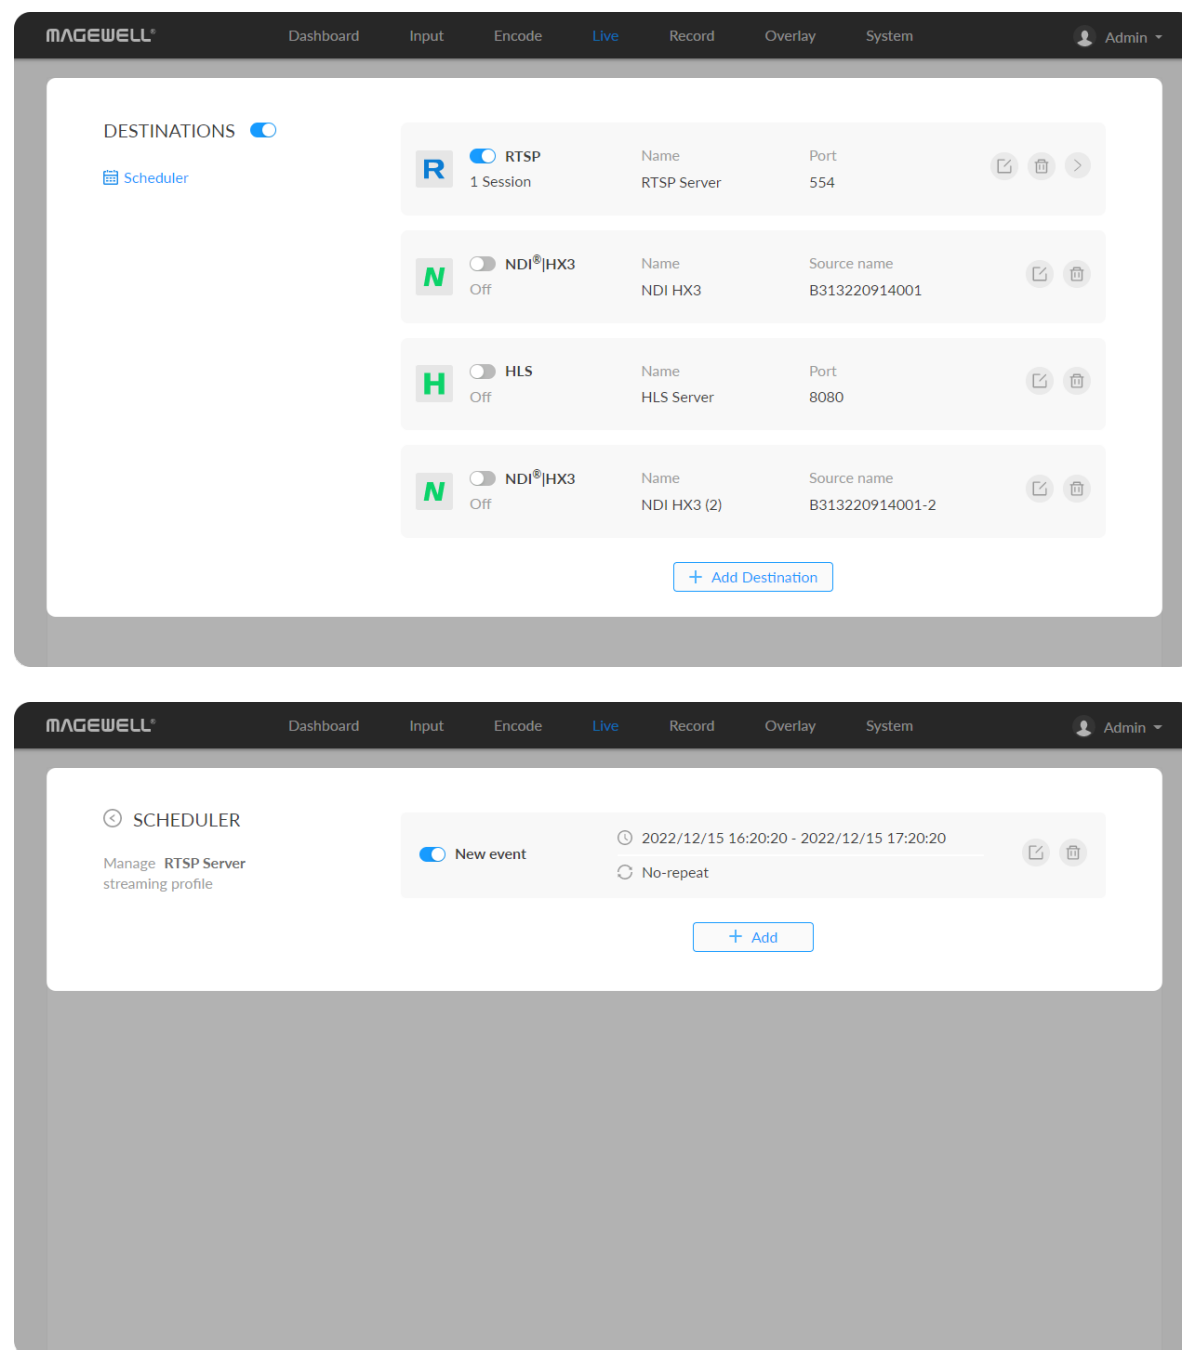 MAGEWELL®
Dashboard Input Encode Live Record Overlay System Admin
DESTINATIONS
Scheduler
R RTSP Name Port
1 Session RTSP Server 554
N NDI®|HX3 Name Source name
Off NDI HX3 B313220914001
H HLS Name Port
Off HLS Server 8080
N NDI®|HX3 Name Source name
Off NDI HX3 (2) B313220914001-2
+ Add Destination
MAGEWELL®
Dashboard Input Encode Live Record Overlay System Admin
SCHEDULER
Manage RTSP Server
streaming profile
New event
2022/12/15 16:20:20 - 2022/12/15 17:20:20
No-repeat
+ Add